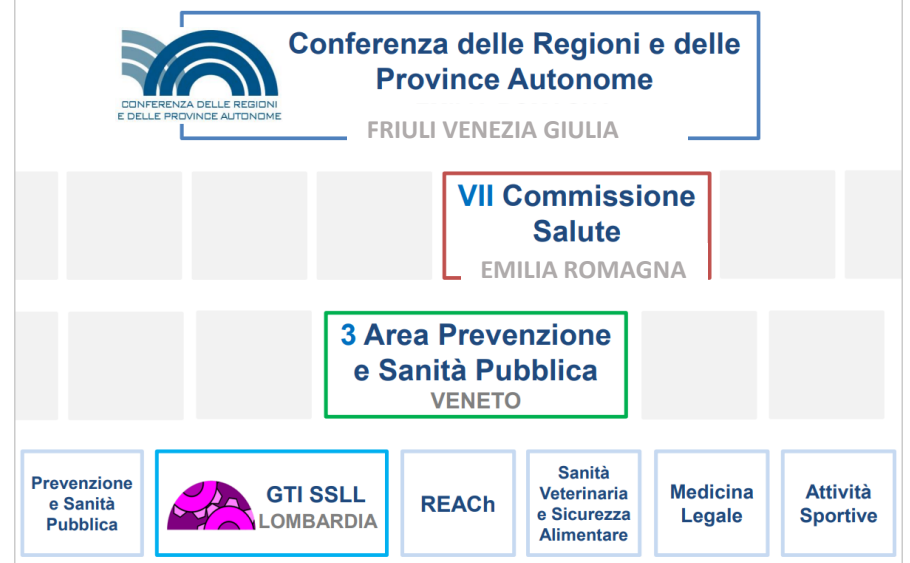 Conferenza delle Regioni e delle
Province Autonome
CONFERENZA DELLE REGIONI
E DELLE PROVINCE AUTONOME
FRIULI VENEZIA GIULIA
VII Commissione
Salute
EMILIA ROMAGNA
3 Area Prevenzione
e Sanità Pubblica
VENETO
Prevenzione
e Sanità
Pubblica
GTI SSLL
LOMBARDIA
REACh
Sanità
Veterinaria
e Sicurezza
Alimentare
Medicina
Legale
Attività
Sportive